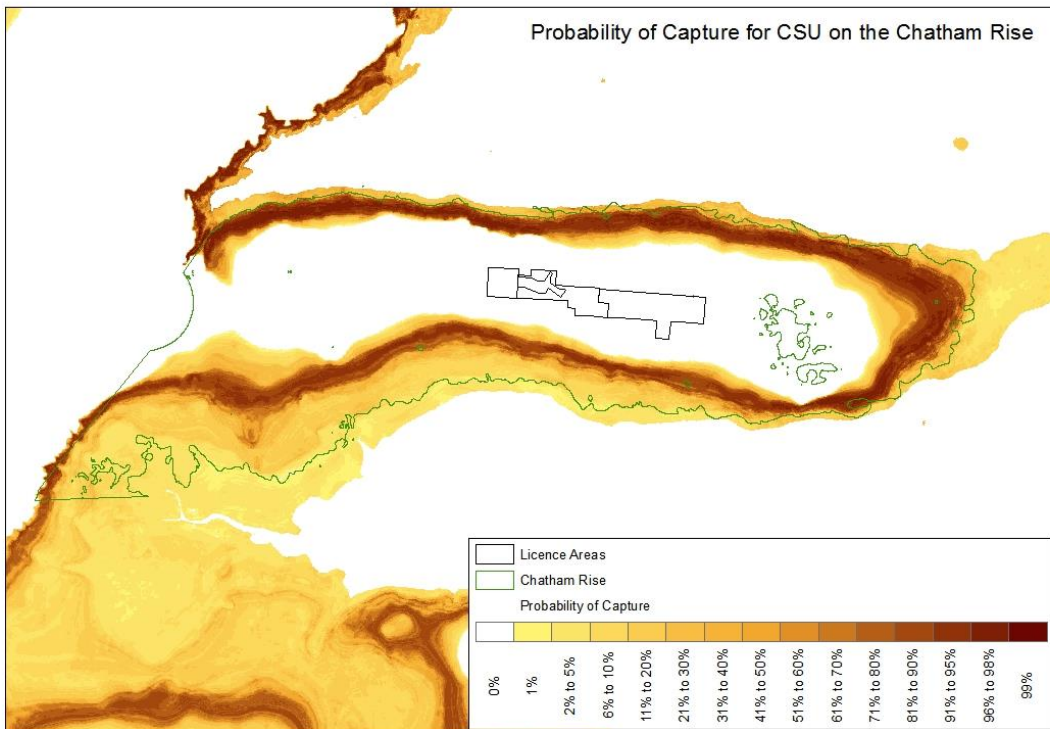 Probability of Capture for CSU on the Chatham Rise
Licence Areas
Chatham Rise
Probability of Capture
0%
1%
2% to 5%
6% to 10%
11% to 20%
21% to 30%
31% to 40%
41% to 50%
51% to 60%
61% to 70%
71% to 80%
81% to 90%
91% to 95%
96% to 98%
99%